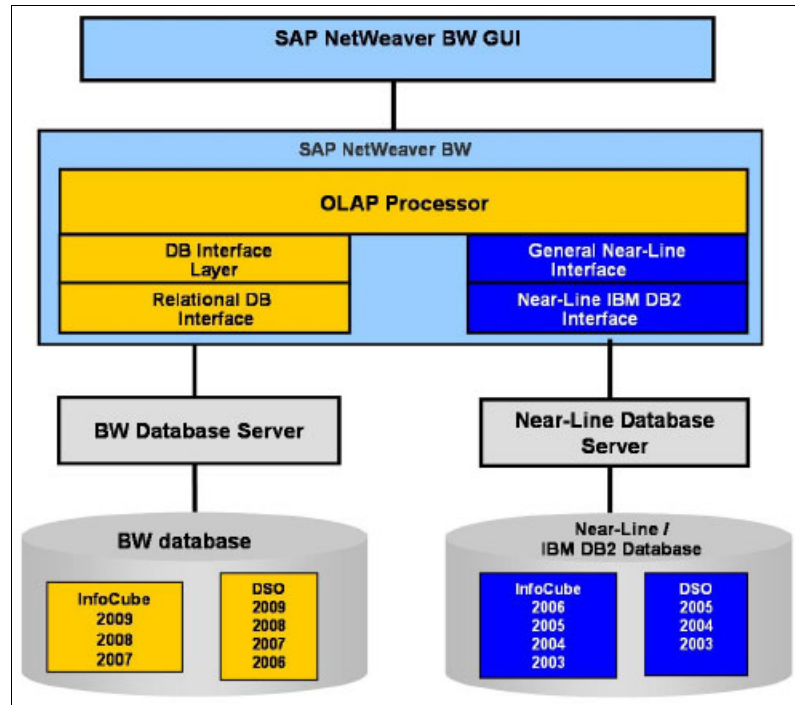 SAP NetWeaver BW GUI
SAP NetWeaver BW
OLAP Processor
DB Interface
Layer
Relational DB
Interface
General Near-Line
Interface
Near-Line IBM DB2
Interface
BW Database Server
Near-Line Database
Server
BW database
InfoCube
2009
2008
2007
DSO
2009
2008
2007
2006
Near-Line /
IBM DB2 Database
InfoCube
2006
2005
2004
2003
DSO
2005
2004
2003